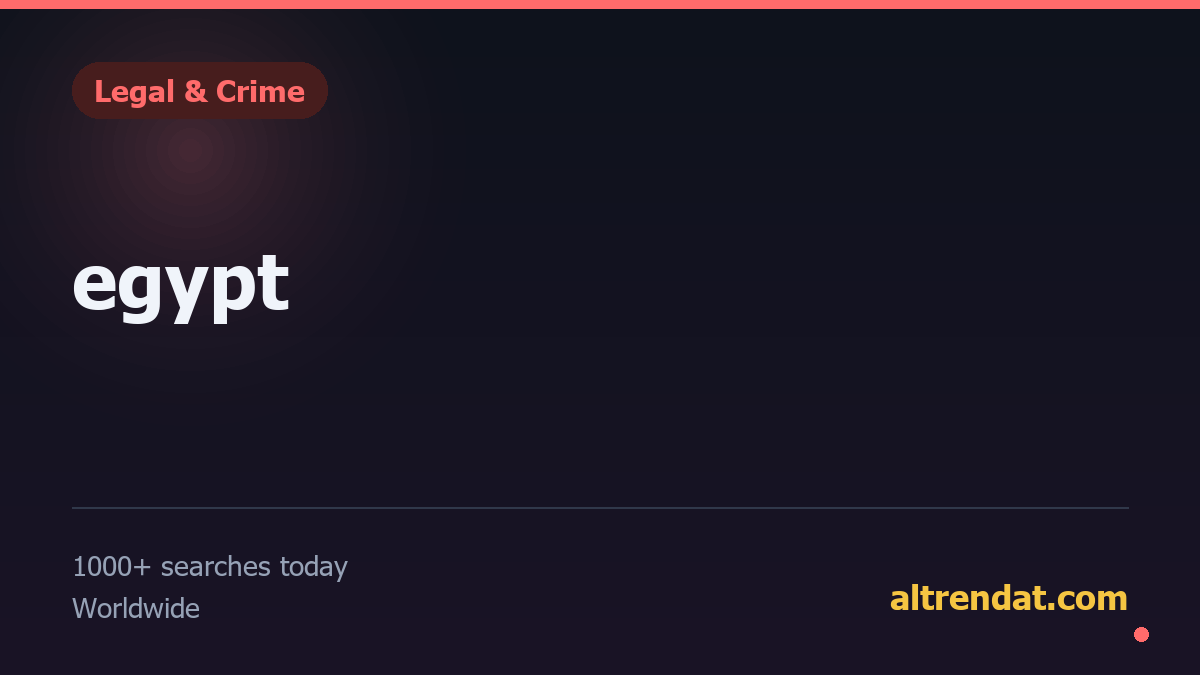 Legal & Crime
egypt
1000+ searches today
Worldwide
altrendat.com